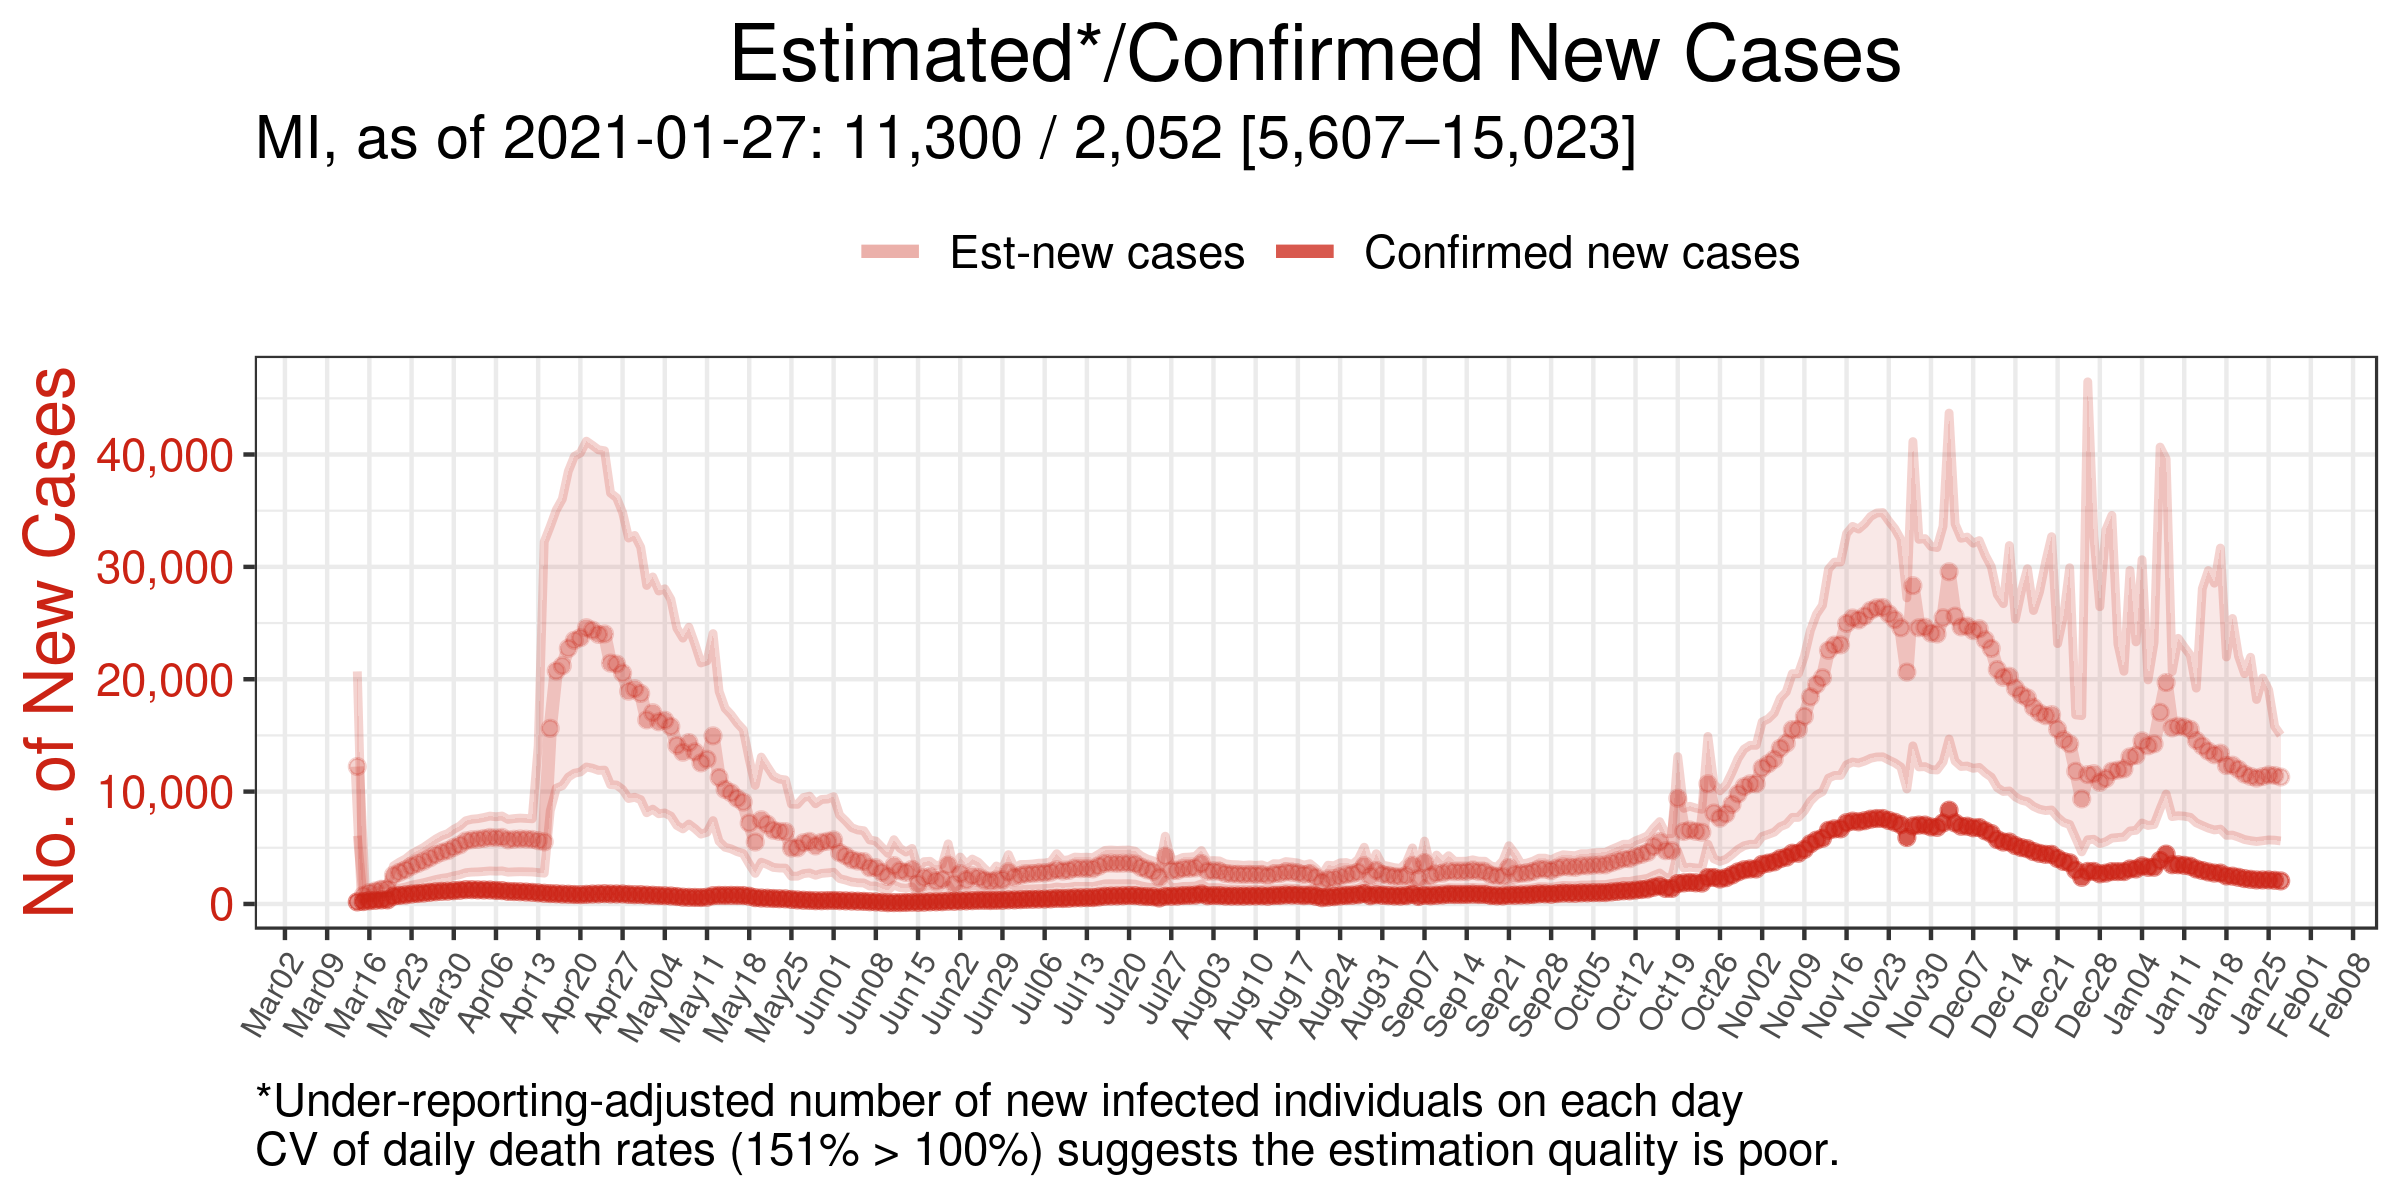 Estimated*/Confirmed New Cases
MI, as of 2021-01-27: 11,300 / 2,052 [5,607–15,023]
Est-new cases
Confirmed new cases
No. of New Cases
40,000
30,000
20,000
10,000
0
Mar02
Mar09
Mar16
Mar23
Mar30
Apr06
Apr13
Apr20
Apr27
May04
May11
May18
May25
Jun01
Jun08
Jun15
Jun22
Jun29
Jul06
Jul13
Jul20
Jul27
Aug03
Aug10
Aug17
Aug24
Aug31
Sep07
Sep14
Sep21
Sep28
Oct05
Oct12
Oct19
Oct26
Nov02
Nov09
Nov16
Nov23
Nov30
Dec07
Dec14
Dec21
Dec28
Jan04
Jan11
Jan18
Jan25
Feb01
Feb08
*Under-reporting-adjusted number of new infected individuals on each day
CV of daily death rates (151% > 100%) suggests the estimation quality is poor.